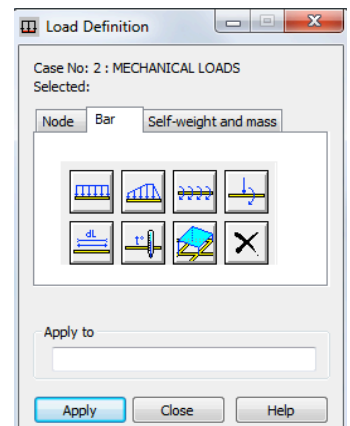 Load Definition
Case No: 2 : MECHANICAL LOADS
Selected:
Node Bar Self-weight and mass
dL t°
Apply to
Apply Close Help